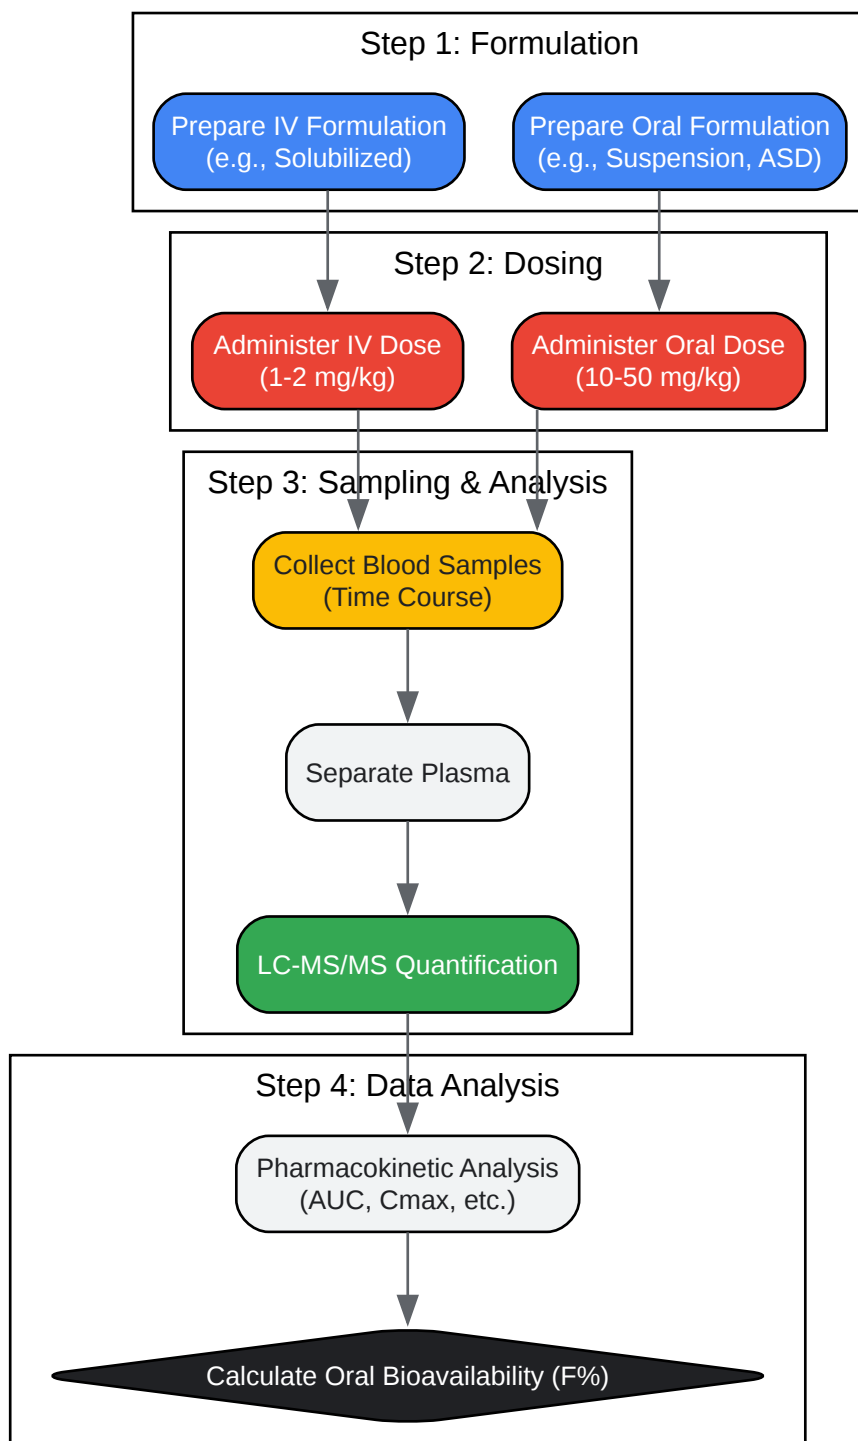 Step 1: Formulation
Prepare IV Formulation
(e.g., Solubilized)
Prepare Oral Formulation
(e.g., Suspension, ASD)
Step 2: Dosing
Administer IV Dose
(1-2 mg/kg)
Administer Oral Dose
(10-50 mg/kg)
Step 3: Sampling & Analysis
Collect Blood Samples
(Time Course)
Separate Plasma
LC-MS/MS Quantification
Step 4: Data Analysis
Pharmacokinetic Analysis
(AUC, Cmax, etc.)
Calculate Oral Bioavailability (F%)